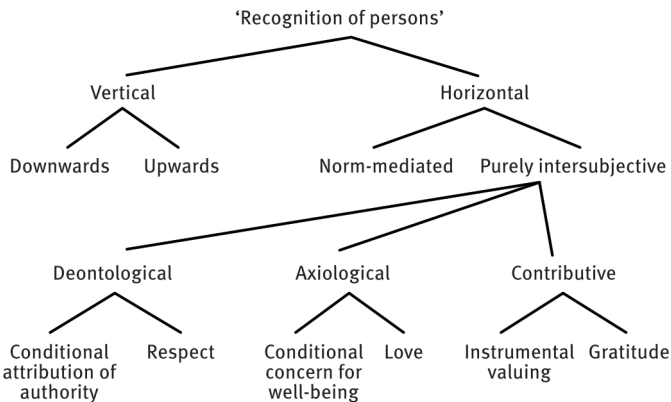 ‘Recognition of persons’
Vertical Horizontal
Downwards Upwards Norm-mediated Purely intersubjective
Deontological Axiological Contributive
Conditional attribution of authority
Respect
Conditional concern for well-being
Love
Instrumental valuing
Gratitude